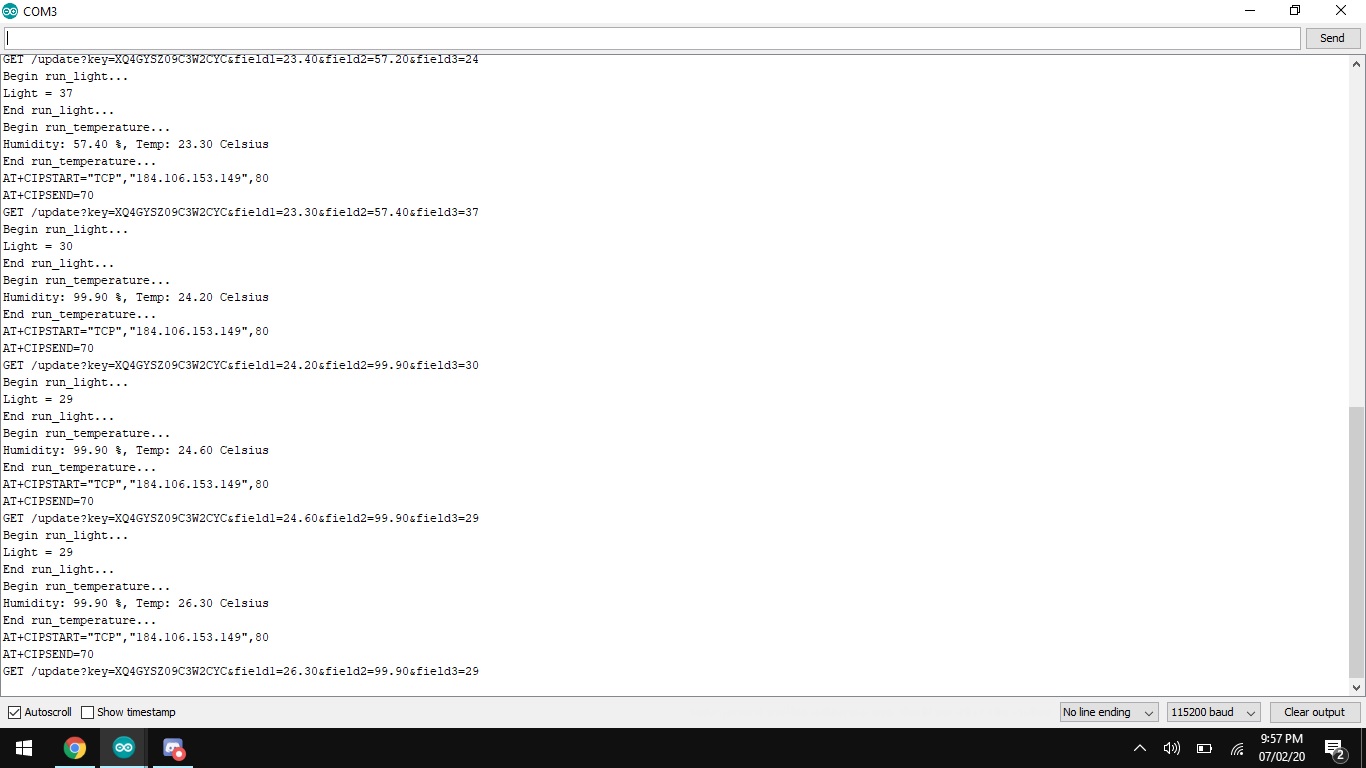 COM3
Send
GET /update?key=XQ4GYSZ09C3W2CYC&field1=23.40&field2=57.20&field3=24
Begin run_light...
Light = 37
End run_light...
Begin run_temperature...
Humidity: 57.40 %, Temp: 23.30 Celsius
End run_temperature...
AT+CIPSTART="TCP","184.106.153.149",80
AT+CIPSEND=70
GET /update?key=XQ4GYSZ09C3W2CYC&field1=23.30&field2=57.40&field3=37
Begin run_light...
Light = 30
End run_light...
Begin run_temperature...
Humidity: 99.90 %, Temp: 24.20 Celsius
End run_temperature...
AT+CIPSTART="TCP","184.106.153.149",80
AT+CIPSEND=70
GET /update?key=XQ4GYSZ09C3W2CYC&field1=24.20&field2=99.90&field3=30
Begin run_light...
Light = 29
End run_light...
Begin run_temperature...
Humidity: 99.90 %, Temp: 24.60 Celsius
End run_temperature...
AT+CIPSTART="TCP","184.106.153.149",80
AT+CIPSEND=70
GET /update?key=XQ4GYSZ09C3W2CYC&field1=24.60&field2=99.90&field3=29
Begin run_light...
Light = 29
End run_light...
Begin run_temperature...
Humidity: 99.90 %, Temp: 26.30 Celsius
End run_temperature...
AT+CIPSTART="TCP","184.106.153.149",80
AT+CIPSEND=70
GET /update?key=XQ4GYSZ09C3W2CYC&field1=26.30&field2=99.90&field3=29
Autoscroll Show timestamp No line ending 115200 baud Clear output
9:57 PM
07/02/20
2